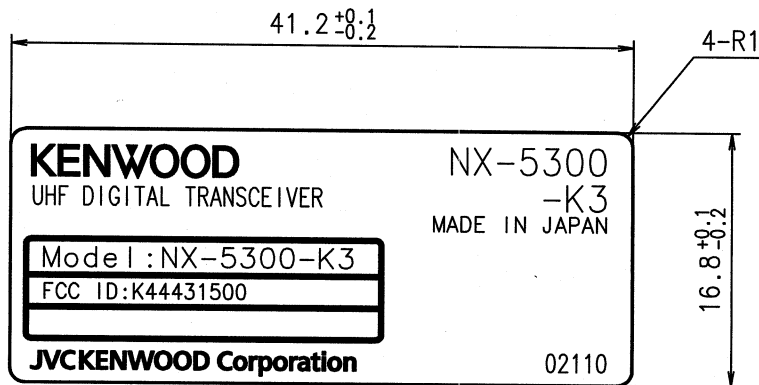 41.2 +0.1 -0.2
4-R1
KENWOOD
NX-5300
-K3
UHF DIGITAL TRANSCEIVER
MADE IN JAPAN
16.8 +0.1 -0.2
Model:NX-5300-K3
FCC ID:K44431500
JVCKENWOOD Corporation
02110